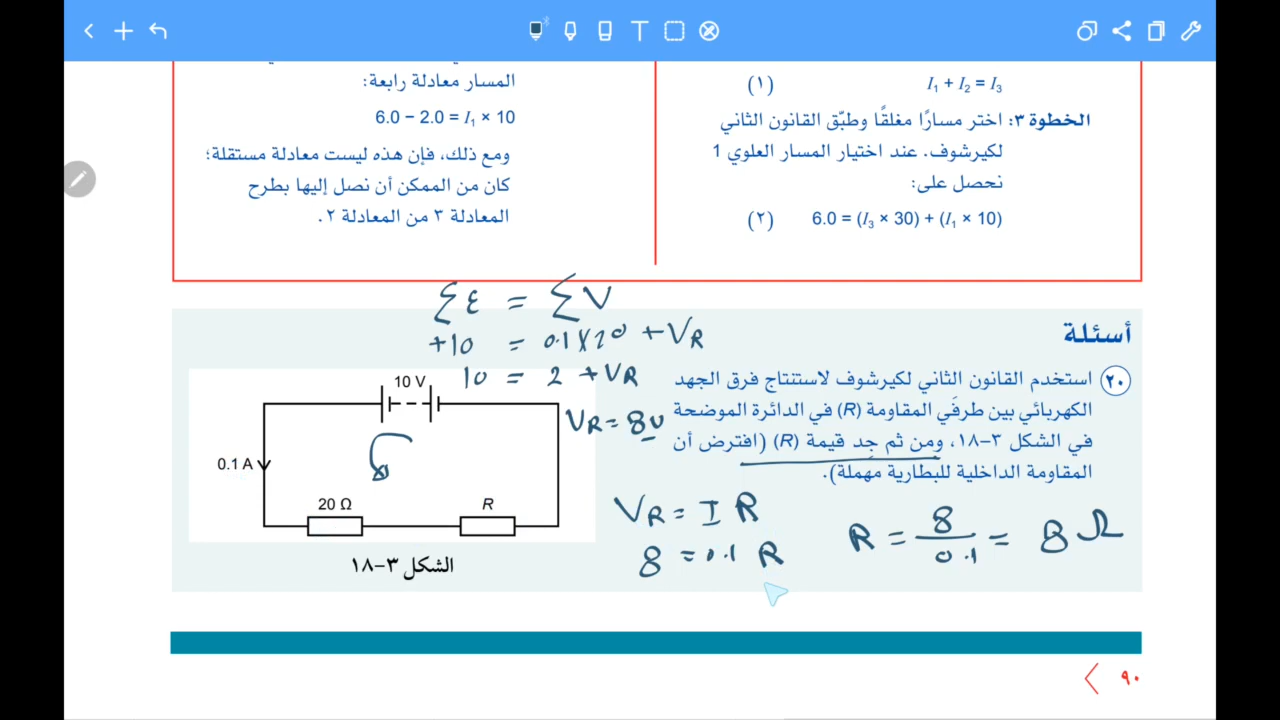 I₁ + I₂ = I₃ (١)
الخطوة ٣: اختر مسارًا مغلقًا وطبّق القانون الثاني
لكيرشوف. عند اختيار المسار العلوي 1
نحصل على:
6.0 = (I₃ × 30) + (I₁ × 10) (٢)
المسار معادلة رابعة:
6.0 − 2.0 = I₁ × 10
ومع ذلك، فإن هذه ليست معادلة مستقلة؛
كان من الممكن أن نصل إليها بطرح
المعادلة ٣ من المعادلة ٢.
Σε = ΣV
+10 = 0.1×20 + VR
10 = 2 + VR
VR = 8v
أسئلة
٢٠ استخدم القانون الثاني لكيرشوف لاستنتاج فرق الجهد
الكهربائي بين طرفَي المقاومة (R) في الدائرة الموضحة
في الشكل ٣-١٨، ومن ثم جِد قيمة (R) (افترض أن
المقاومة الداخلية للبطارية مهملة).
10 V
0.1 A
20 Ω
R
الشكل ٣-١٨
VR = I R
8 = 0.1 R
R = 8/0.1 = 8 Ω
٩٠